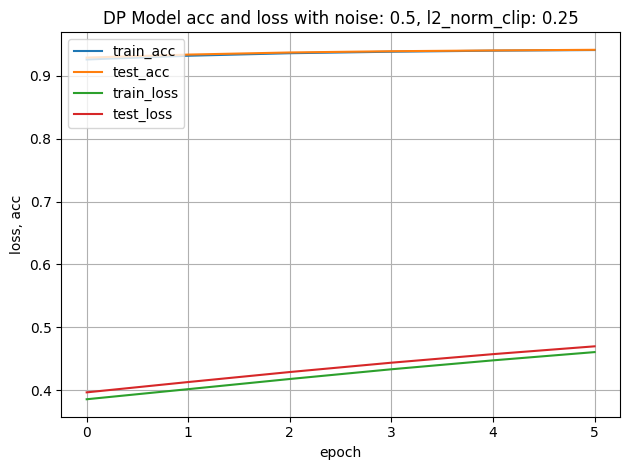 DP Model acc and loss with noise: 0.5, l2_norm_clip: 0.25
train_acc
test_acc
train_loss
test_loss
0.9
0.8
0.7
0.6
0.5
0.4
loss, acc
0 1 2 3 4 5
epoch